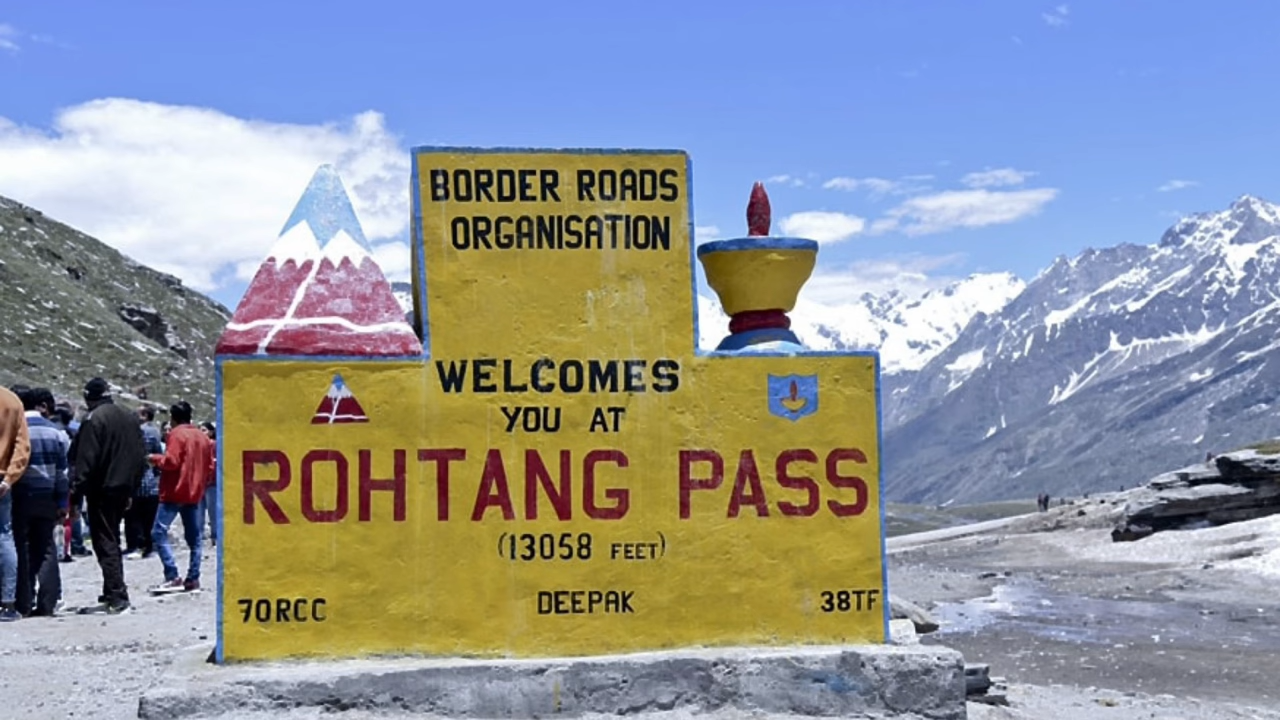 BORDER ROADS
ORGANISATION
WELCOMES
YOU AT
ROHTANG PASS
(13058 FEET)
70RCC DEEPAK 38TF